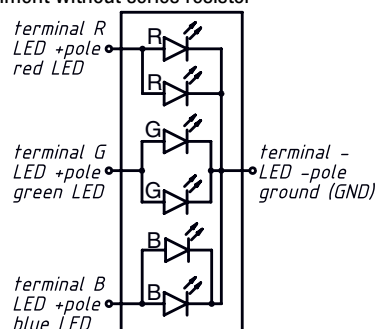 ment without series resistor
terminal R
LED +pole
red LED
R
R
terminal G
LED +pole
green LED
G
G
terminal –
LED –pole
ground (GND)
B
B
terminal B
LED +pole
blue LED